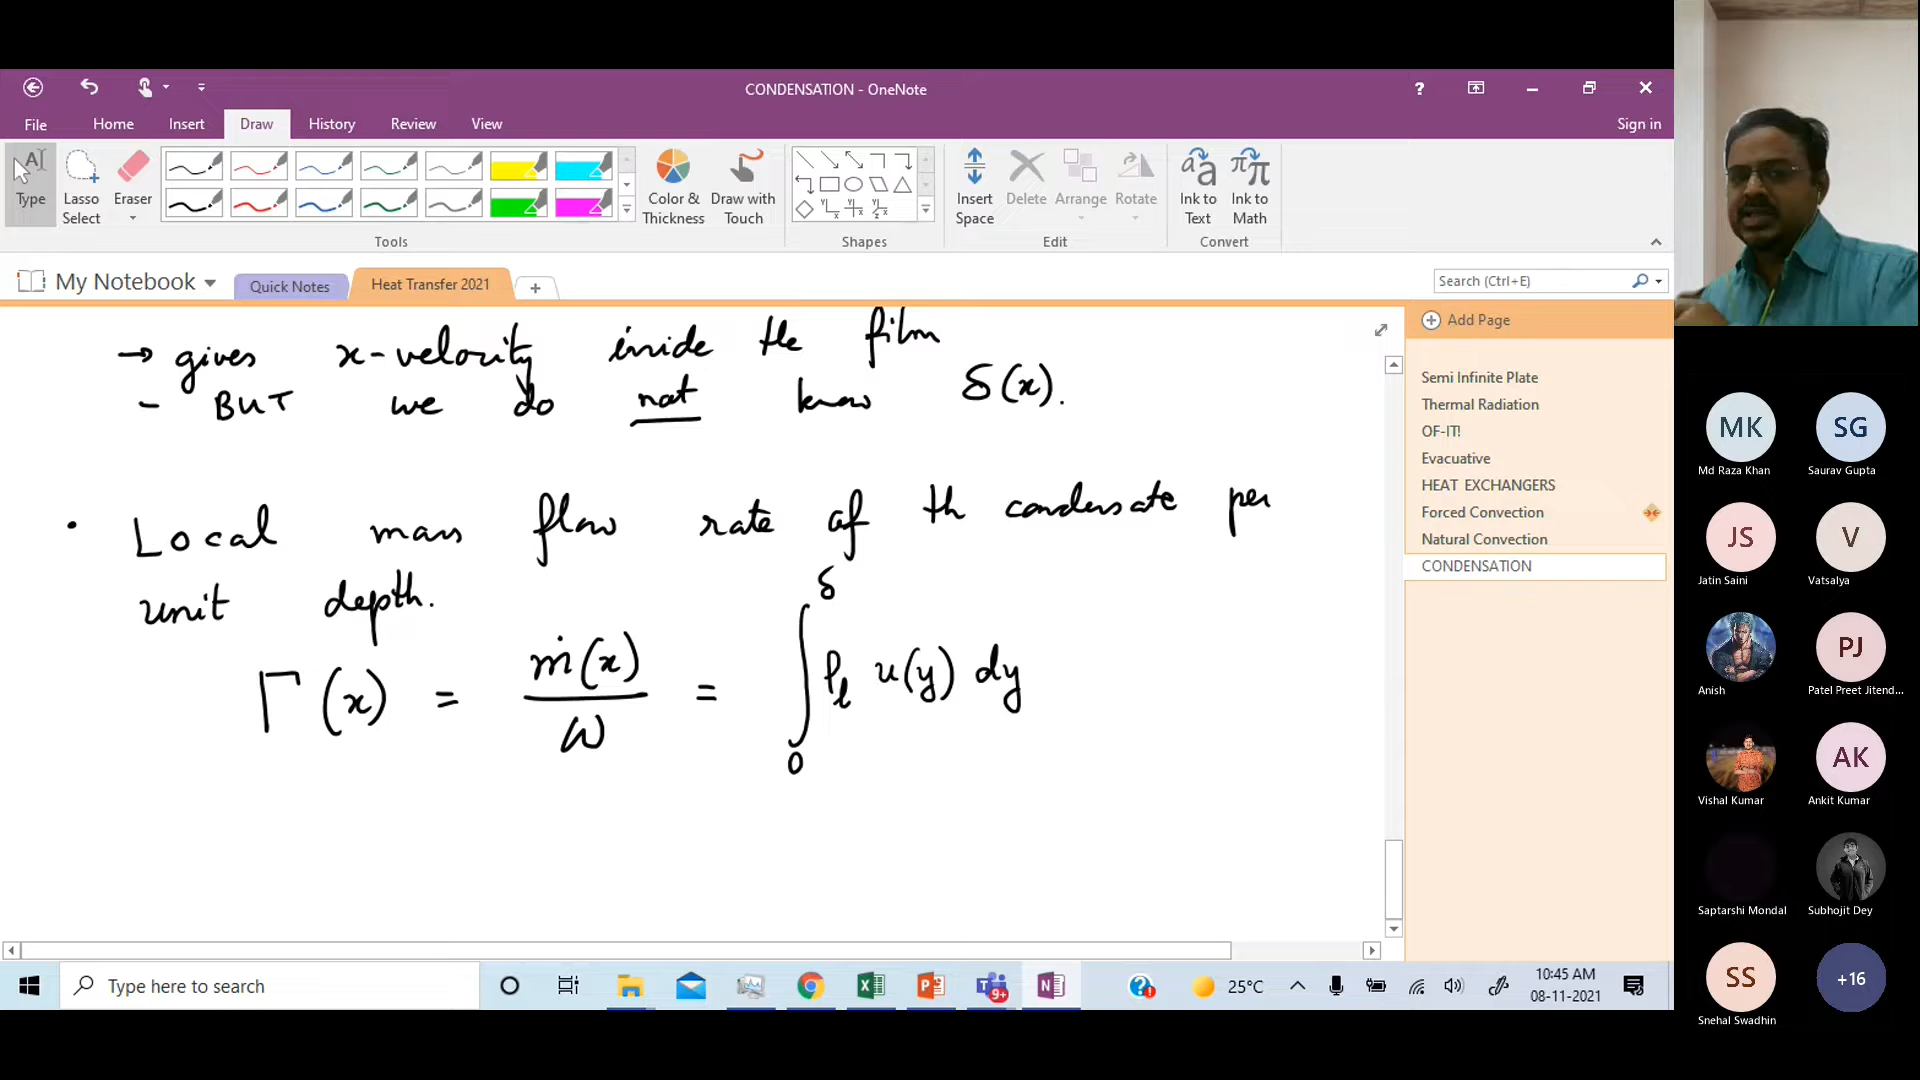 CONDENSATION - OneNote
?
File Home Insert Draw History Review View
Sign in
Type
Lasso Select
Eraser
Color & Thickness
Draw with Touch
Insert Space
Delete
Arrange
Rotate
Ink to Text
Ink to Math
Tools
Shapes
Edit
Convert
My Notebook
Quick Notes
Heat Transfer 2021
Search (Ctrl+E)
→ gives x-velocity inside the film
- BUT we do not know δ(x).
• Local mass flow rate of th condensate per
unit depth.
Γ(x) = ṁ(x)/w = ∫₀^δ ρₗ u(y) dy
Add Page
Semi Infinite Plate
Thermal Radiation
OF-IT!
Evacuative
HEAT EXCHANGERS
Forced Convection
Natural Convection
CONDENSATION
MK
Md Raza Khan
SG
Saurav Gupta
JS
Jatin Saini
V
Vatsalya
Anish
PJ
Patel Preet Jitend...
Vishal Kumar
AK
Ankit Kumar
Saptarshi Mondal
Subhojit Dey
SS
Snehal Swadhin
+16
Type here to search
9+
25°C
10:45 AM
08-11-2021